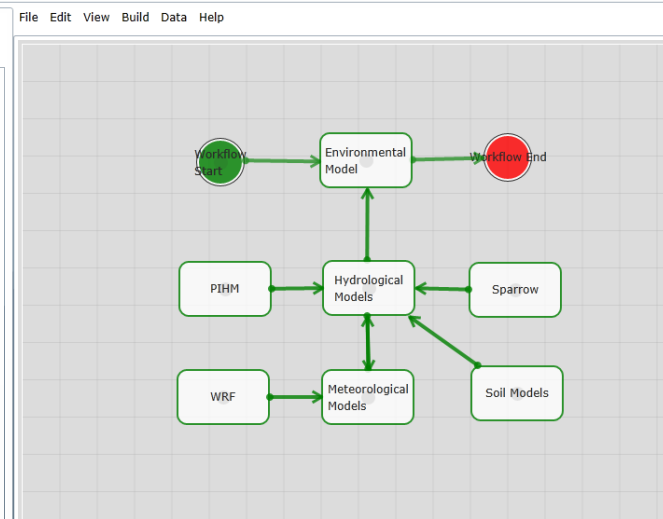 File Edit View Build Data Help
Workflow
Start
Environmental
Model
Workflow End
PIHM
Hydrological
Models
Sparrow
WRF
Meteorological
Models
Soil Models